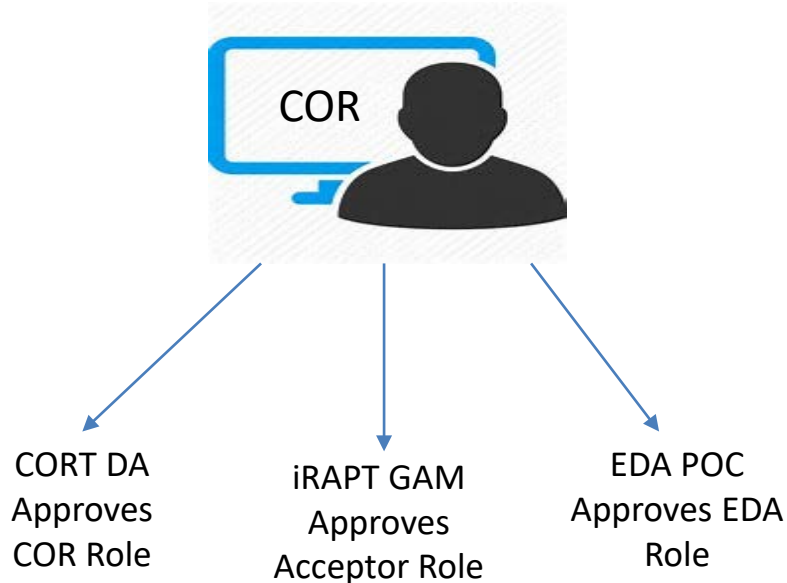 COR
CORT DA
Approves
COR Role
iRAPT GAM
Approves
Acceptor Role
EDA POC
Approves EDA
Role